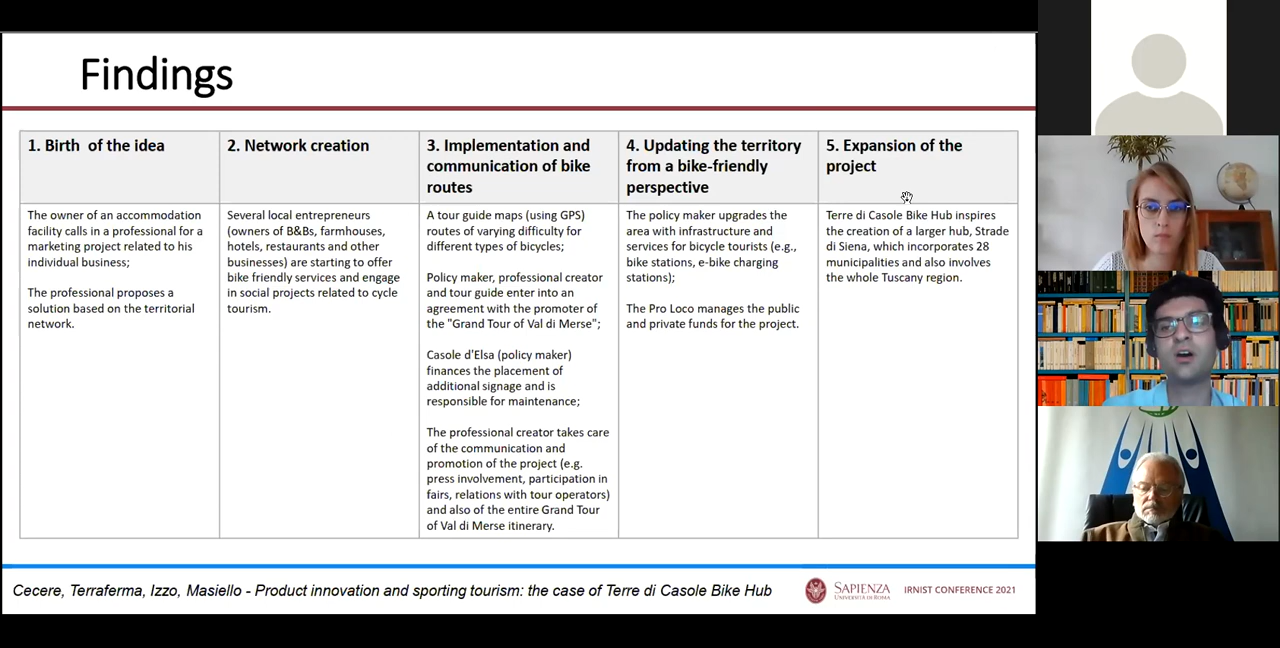 Findings
1. Birth  of the idea
2. Network creation
3. Implementation and
communication of bike
routes
4. Updating the territory
from a bike-friendly
perspective
5. Expansion of the
project
The owner of an accommodation
facility calls in a professional for a
marketing project related to his
individual business;
The professional proposes a
solution based on the territorial
network.
Several local entrepreneurs
(owners of B&Bs, farmhouses,
hotels, restaurants and other
businesses) are starting to offer
bike friendly services and engage
in social projects related to cycle
tourism.
A tour guide maps (using GPS)
routes of varying difficulty for
different types of bicycles;
Policy maker, professional creator
and tour guide enter into an
agreement with the promoter of
the "Grand Tour of Val di Merse";
Casole d'Elsa (policy maker)
finances the placement of
additional signage and is
responsible for maintenance;
The professional creator takes care
of the communication and
promotion of the project (e.g.
press involvement, participation in
fairs, relations with tour operators)
and also of the entire Grand Tour
of Val di Merse itinerary.
The policy maker upgrades the
area with infrastructure and
services for bicycle tourists (e.g.,
bike stations, e-bike charging
stations);
The Pro Loco manages the public
and private funds for the project.
Terre di Casole Bike Hub inspires
the creation of a larger hub, Strade
di Siena, which incorporates 28
municipalities and also involves
the whole Tuscany region.
Cecere, Terraferma, Izzo, Masiello - Product innovation and sporting tourism: the case of Terre di Casole Bike Hub
SAPIENZA
UNIVERSITÀ DI ROMA
IRNIST CONFERENCE 2021